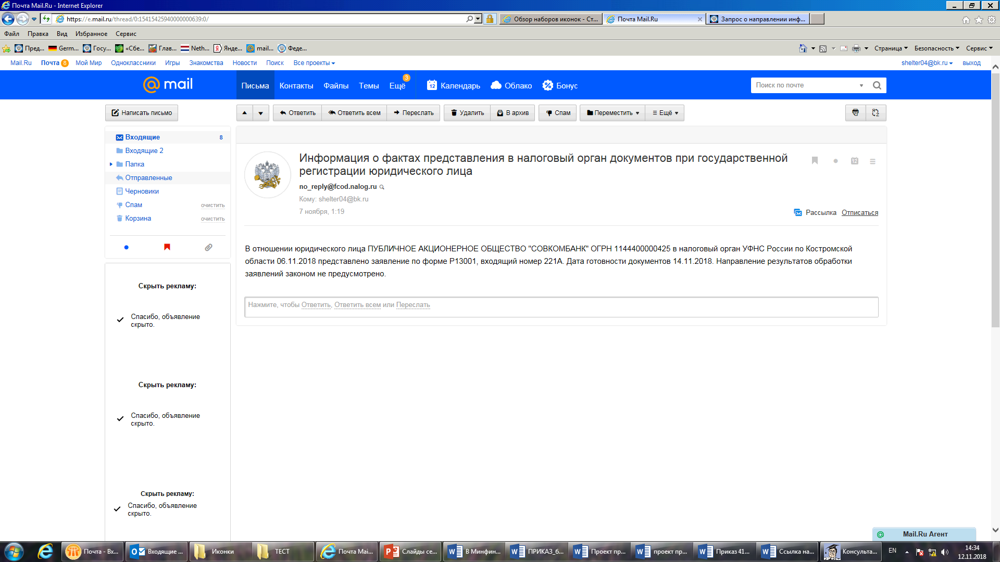 Почта Mail.Ru - Internet Explorer
https://e.mail.ru/thread/0:15415425940000000639:0/
Обзор наборов иконок - Ст...
Почта Mail.Ru
Запрос о направлении инф...
Файл Правка Вид Избранное Сервис
Пред... Germ... Госу... «Сбе... Глав... Neth... Янде... mail... Феде...
Страница Безопасность Сервис
Mail.Ru Почта 8 Мой Мир Одноклассники Игры Знакомства Новости Поиск Все проекты
shelter04@bk.ru выход
@mail
Письма Контакты Файлы Темы Ещё 3 12 Календарь Облако Бонус
Поиск по почте
Написать письмо
Ответить Ответить всем Переслать Удалить В архив Спам Переместить Ещё
Входящие 8
Входящие 2
Папка
Отправленные
Черновики
Спам очистить
Корзина очистить
Информация о фактах представления в налоговый орган документов при государственной
регистрации юридического лица
12
no_reply@fcod.nalog.ru
Кому: shelter04@bk.ru
7 ноября, 1:19
Рассылка Отписаться
В отношении юридического лица ПУБЛИЧНОЕ АКЦИОНЕРНОЕ ОБЩЕСТВО "СОВКОМБАНК" ОГРН 1144400000425 в налоговый орган УФНС России по Костромской
области 06.11.2018 представлено заявление по форме Р13001, входящий номер 221А. Дата готовности документов 14.11.2018. Направление результатов обработки
заявлений законом не предусмотрено.
Нажмите, чтобы Ответить, Ответить всем или Переслать
Скрыть рекламу:
Спасибо, объявление
скрыто.
Скрыть рекламу:
Спасибо, объявление
скрыто.
Скрыть рекламу:
Спасибо, объявление
скрыто.
Mail.Ru Агент
Почта - Вх... Входящие ... Иконки ТЕСТ Почта Mai... Слайды се... В Минфин... ПРИКАЗ_б... Проект пр... проект пр... Приказ 41... Ссылка на... Консульта...
EN
14:34
12.11.2018